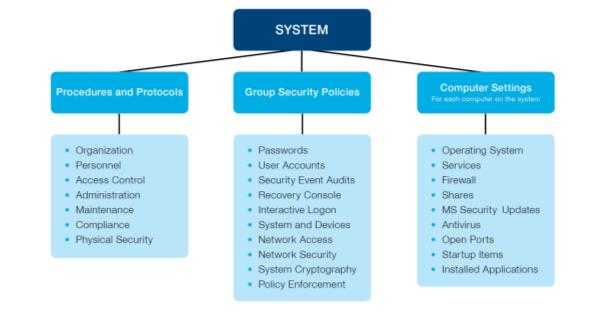 SYSTEM
Procedures and Protocols
Organization
Personnel
Access Control
Administration
Maintenance
Compliance
Physical Security
Group Security Policies
Passwords
User Accounts
Security Event Audits
Recovery Console
Interactive Logon
System and Devices
Network Access
Network Security
System Cryptography
Policy Enforcement
Computer Settings
For each computer on the system
Operating System
Services
Firewall
Shares
MS Security Updates
Antivirus
Open Ports
Startup Items
Installed Applications